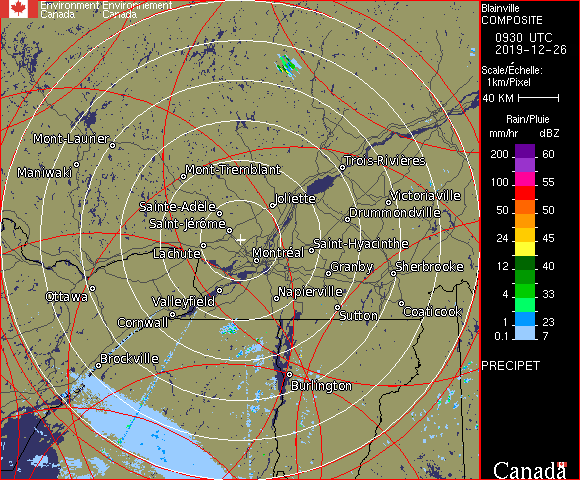 Environment Environnement
Canada Canada
Blainville
COMPOSITE
0930 UTC
2019-12-26
Scale/Échelle:
1km/Pixel
40 KM
Rain/Pluie
mm/hr dBZ
200 60
100 55
50 50
24 45
12 40
4 33
1 23
0.1 7
PRECIPET
Mont-Laurier
Maniwaki
Mont-Tremblant
Trois-Rivières
Sainte-Adèle
Joliette
Victoriaville
Saint-Jérôme
Drummondville
Lachute
Montréal
Saint-Hyacinthe
Granby
Sherbrooke
Ottawa
Valleyfield
Napierville
Cornwall
Sutton
Coaticook
Brockville
Burlington
Canada